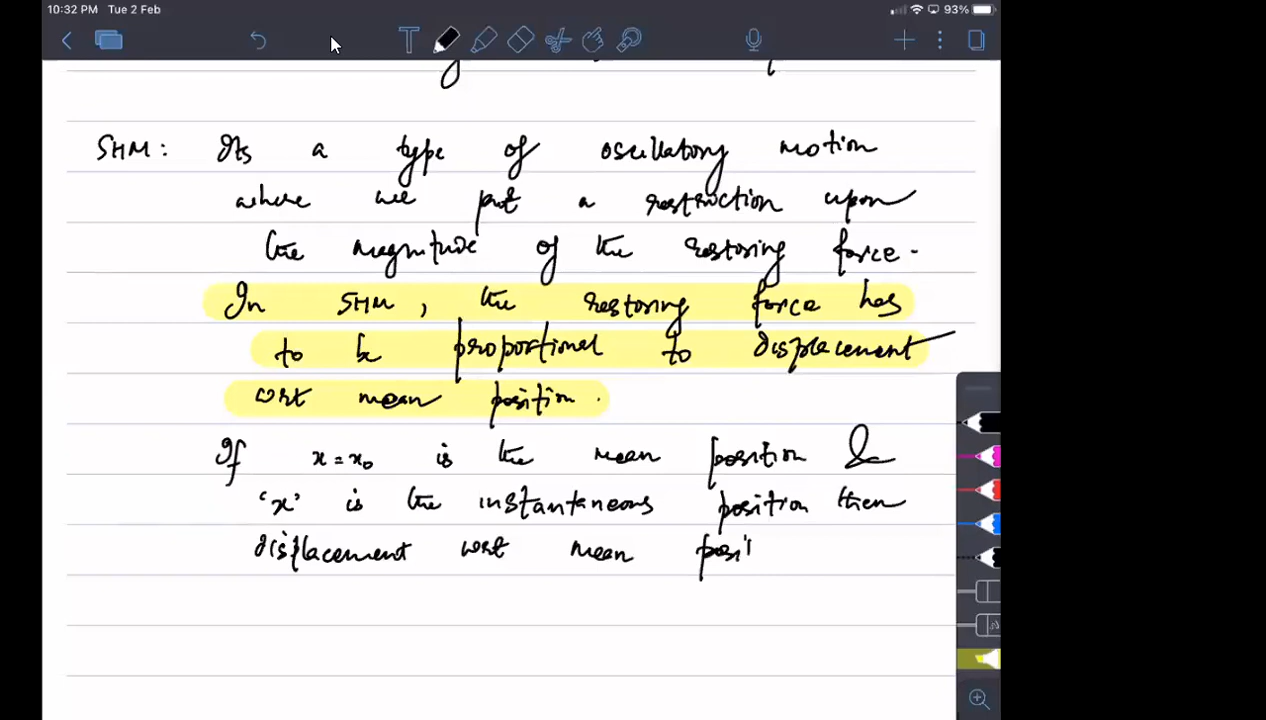 10:32 PM Tue 2 Feb
93%
SHM: Its a type of oscillatory motion
where we put a restriction upon
the magnitude of the restoring force.
In SHM, the restoring force has
to be proportional to displacement
wrt mean position.
If x=x₀ is the mean position &
'x' is the instantaneous position then
displacement wrt mean posi